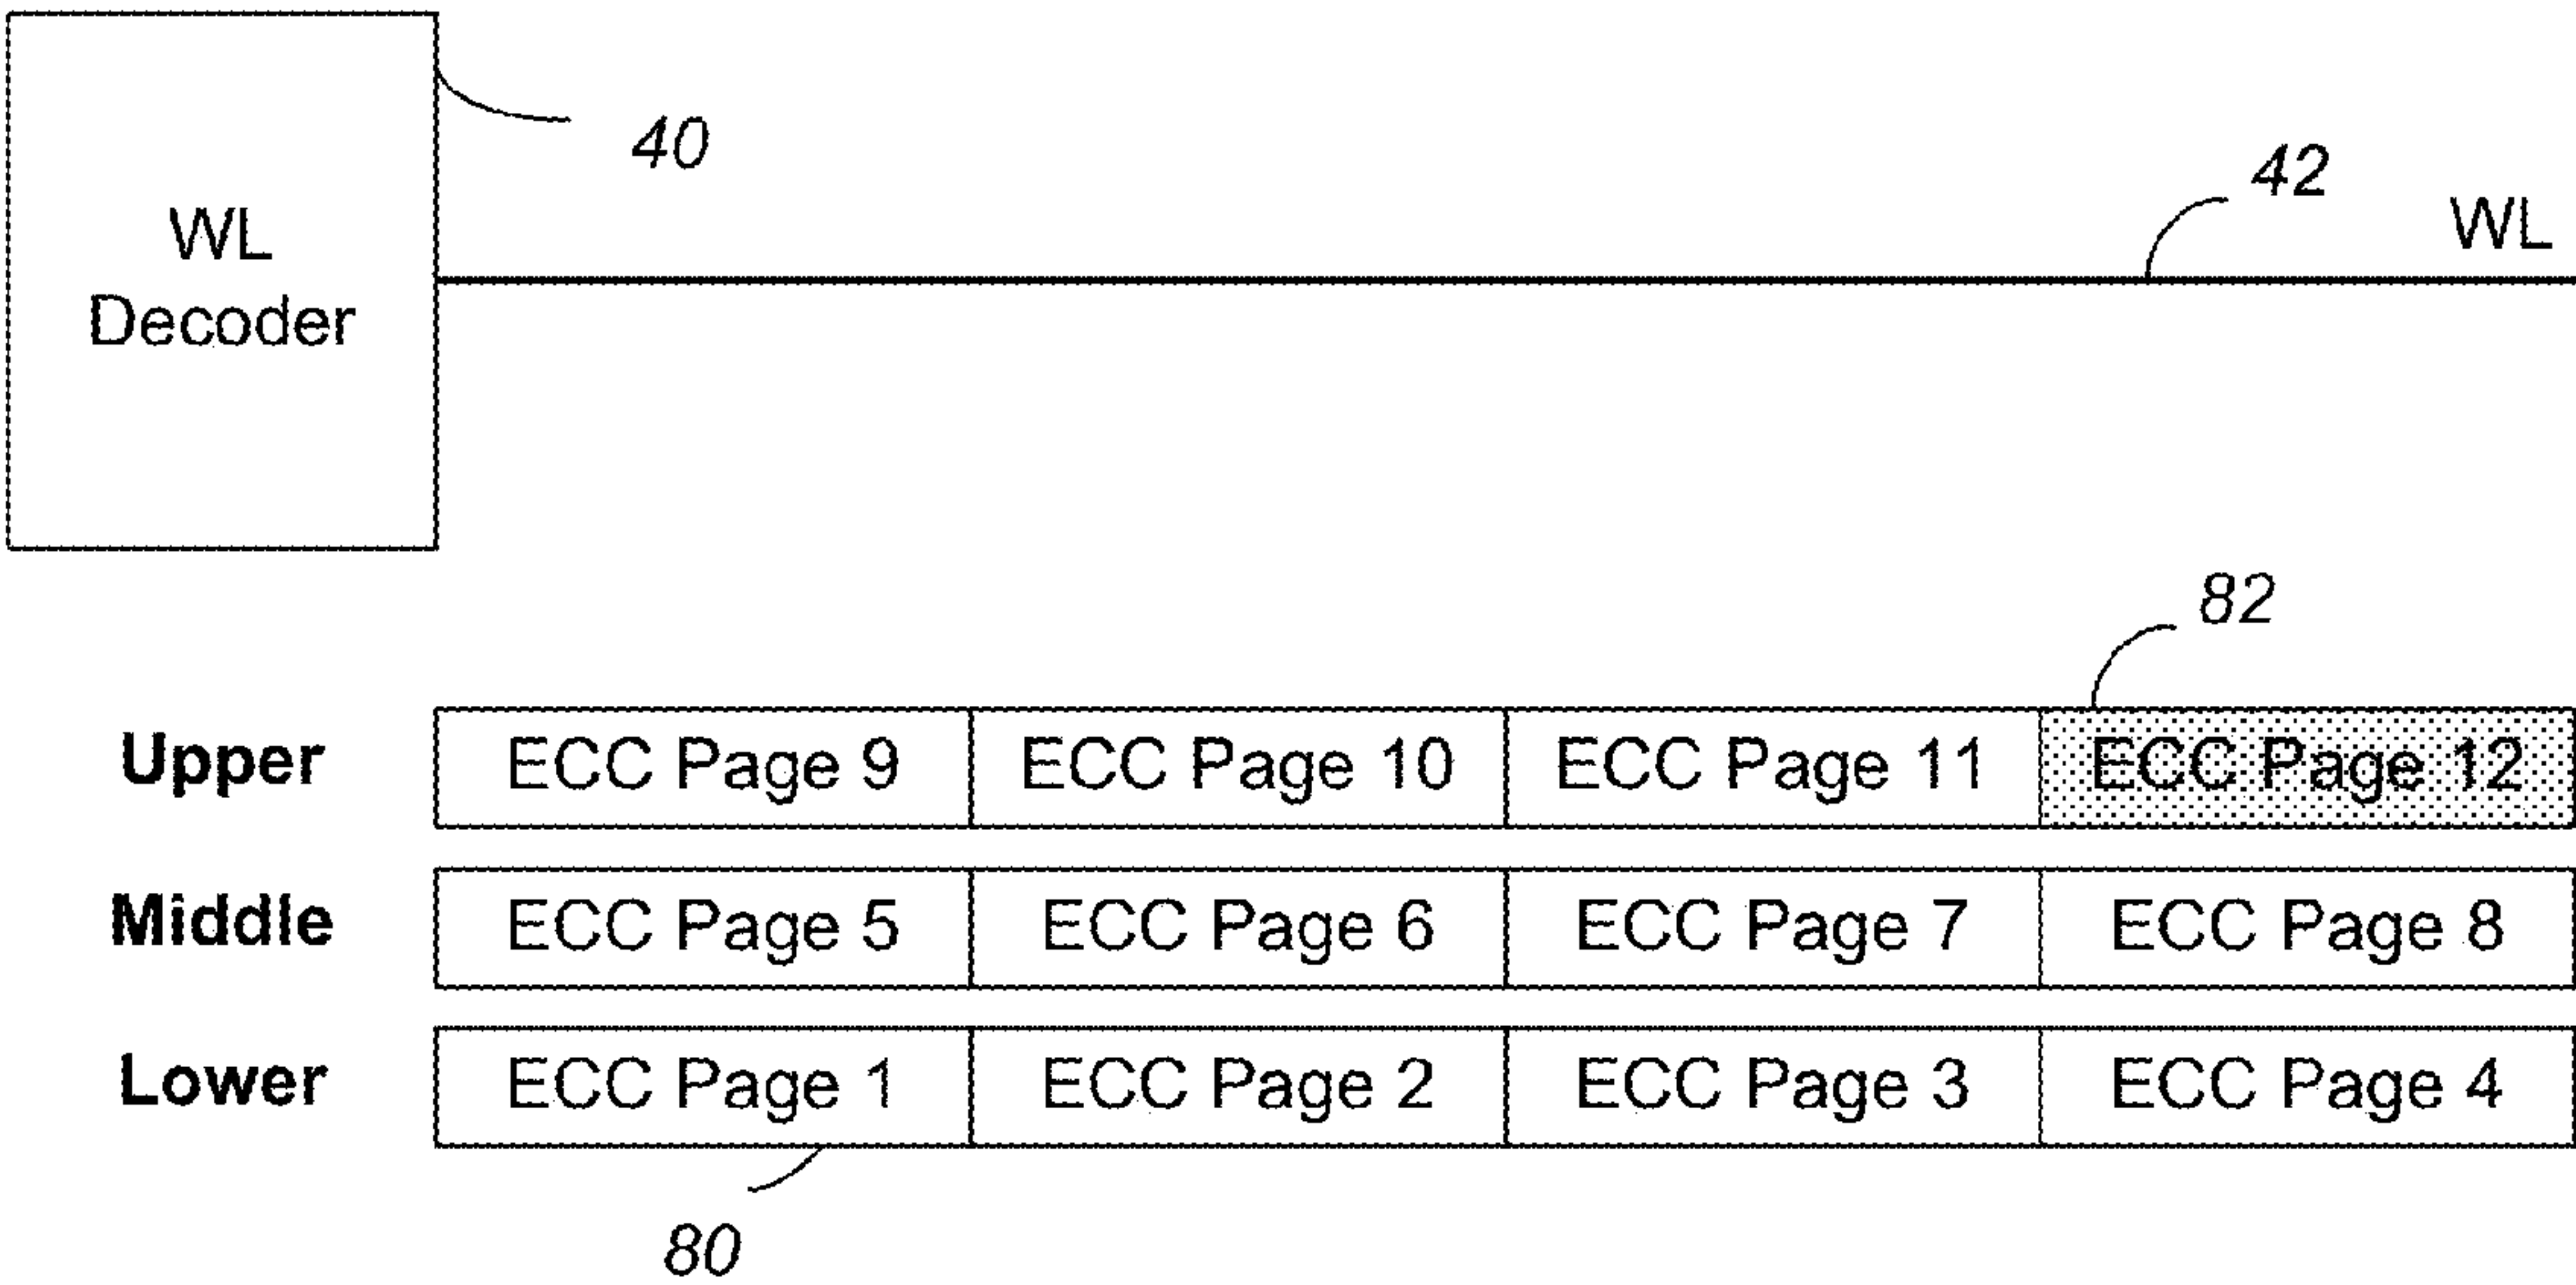 40
WL
Decoder
42
WL
82
Upper
ECC Page 9
ECC Page 10
ECC Page 11
ECC Page 12
Middle
ECC Page 5
ECC Page 6
ECC Page 7
ECC Page 8
Lower
ECC Page 1
ECC Page 2
ECC Page 3
ECC Page 4
80